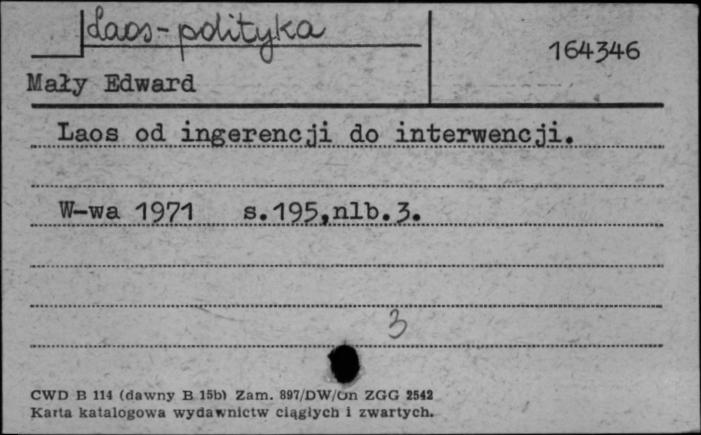 Laos-polityka
164346
Mały Edward
Laos od ingerencji do interwencji.
W-wa 1971 s.195,nlb.3.
3
CWD B 114 (dawny B 15b) Zam. 897/DW/Un ZGG 2542
Karta katalogowa wydawnictw ciągłych i zwartych.